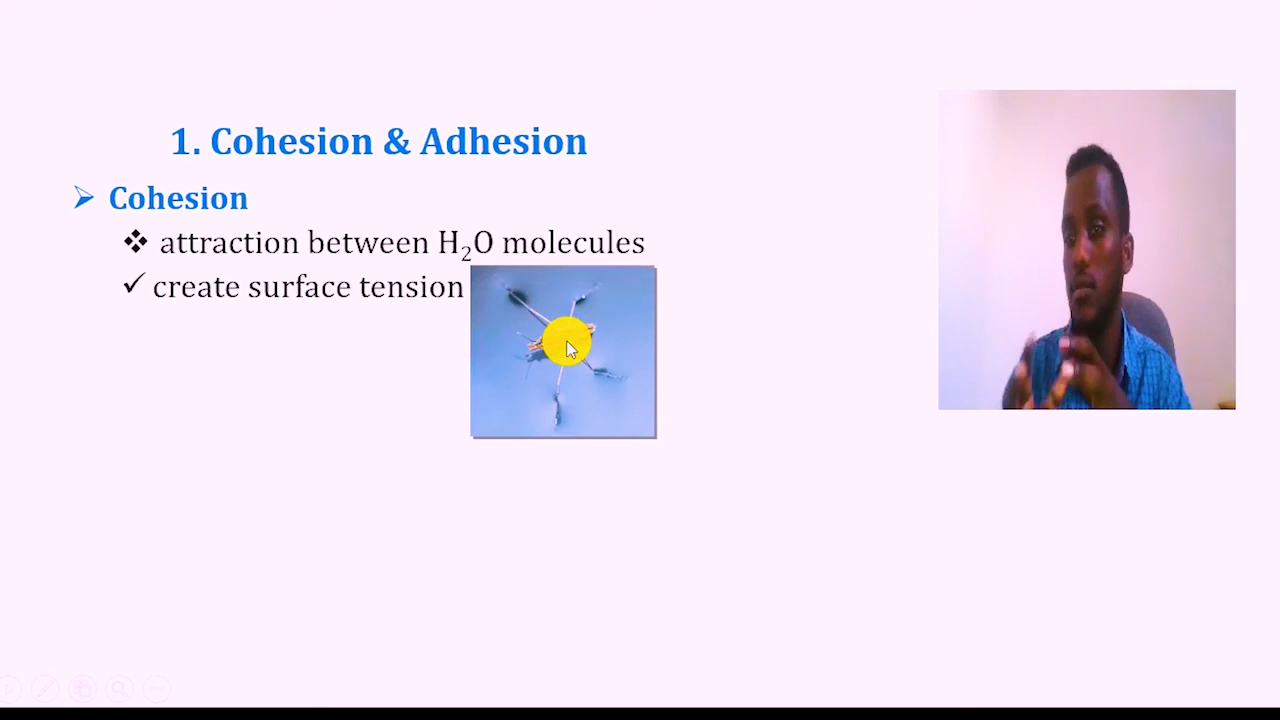 1. Cohesion & Adhesion
➢ Cohesion
❖ attraction between H₂O molecules
✓ create surface tension